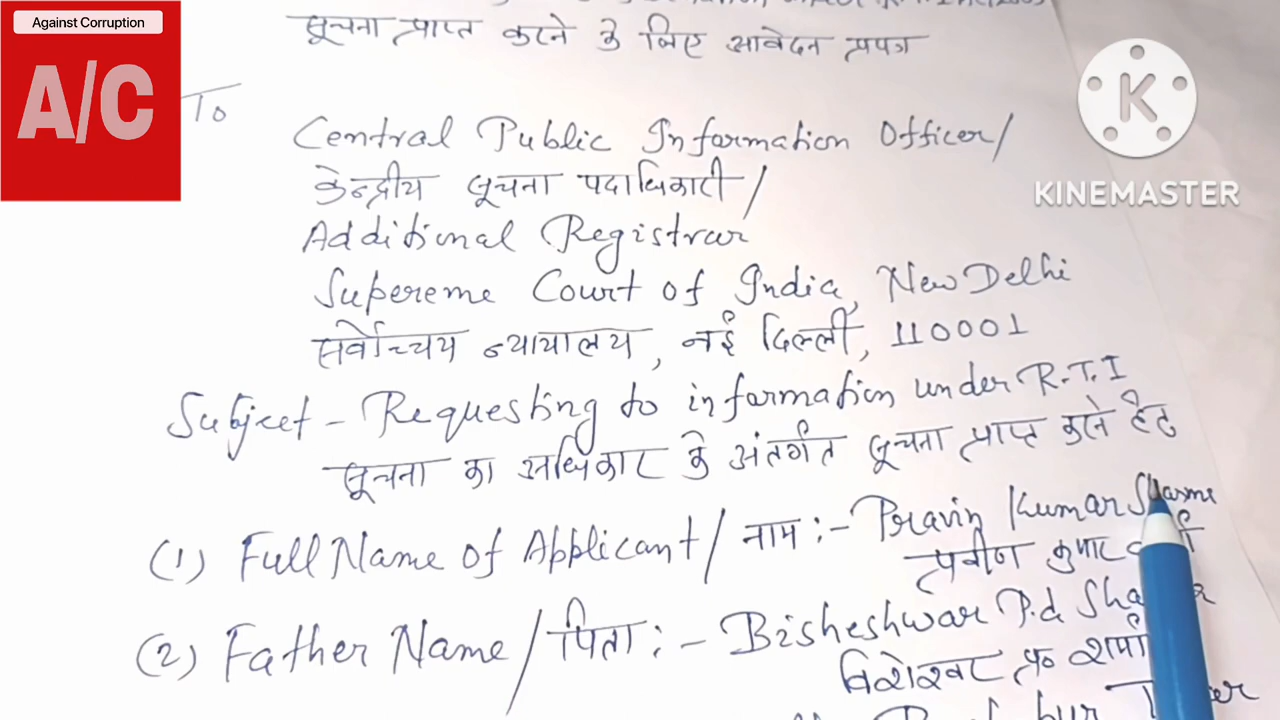 Against Corruption
A/C
सूचना प्राप्त करने के लिए आवेदन प्रपत्र
To
Central Public Information Officer/
केन्द्रीय सूचना पदाधिकारी/
Additional Registrar
Supereme Court of India, New Delhi
सर्वोच्चय न्यायालय, नई दिल्ली, 110001
Subject - Requesting to information under R.T.I
सूचना का अधिकार के अंतर्गत सूचना प्राप्त करने हेतु
(1) Full Name of Applicant/नाम :- Pravin Kumar Sharma
प्रवीण कुमार
(2) Father Name/पिता :- Bisheshwar P.d
विशेश्वर प्र० शर्मा
K
KINEMASTER